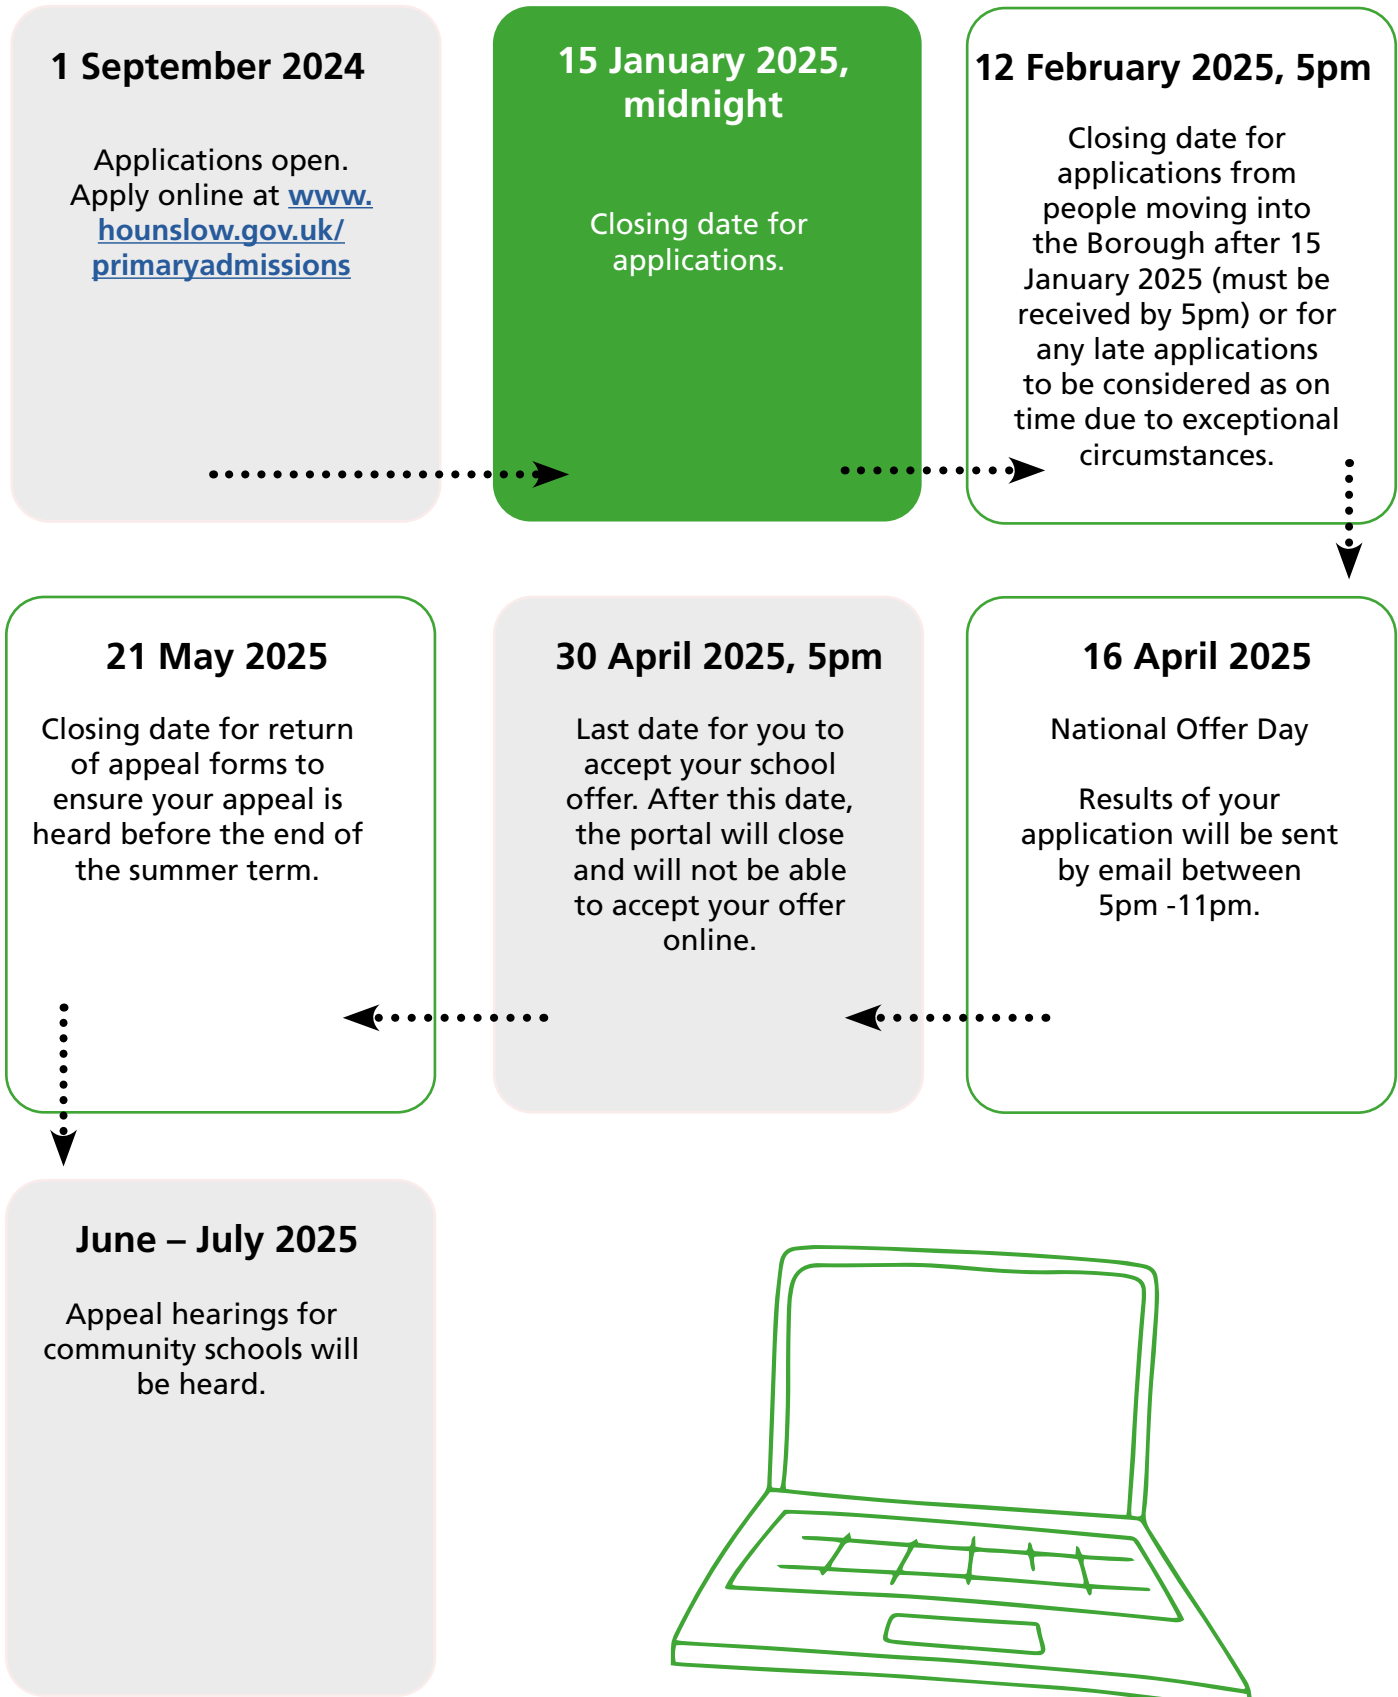 1 September 2024
Applications open.
Apply online at www.
hounslow.gov.uk/
primaryadmissions
15 January 2025,
midnight
Closing date for
applications.
12 February 2025, 5pm
Closing date for
applications from
people moving into
the Borough after 15
January 2025 (must be
received by 5pm) or for
any late applications
to be considered as on
time due to exceptional
circumstances.
16 April 2025
National Offer Day
Results of your
application will be sent
by email between
5pm -11pm.
30 April 2025, 5pm
Last date for you to
accept your school
offer. After this date,
the portal will close
and will not be able
to accept your offer
online.
21 May 2025
Closing date for return
of appeal forms to
ensure your appeal is
heard before the end of
the summer term.
June – July 2025
Appeal hearings for
community schools will
be heard.